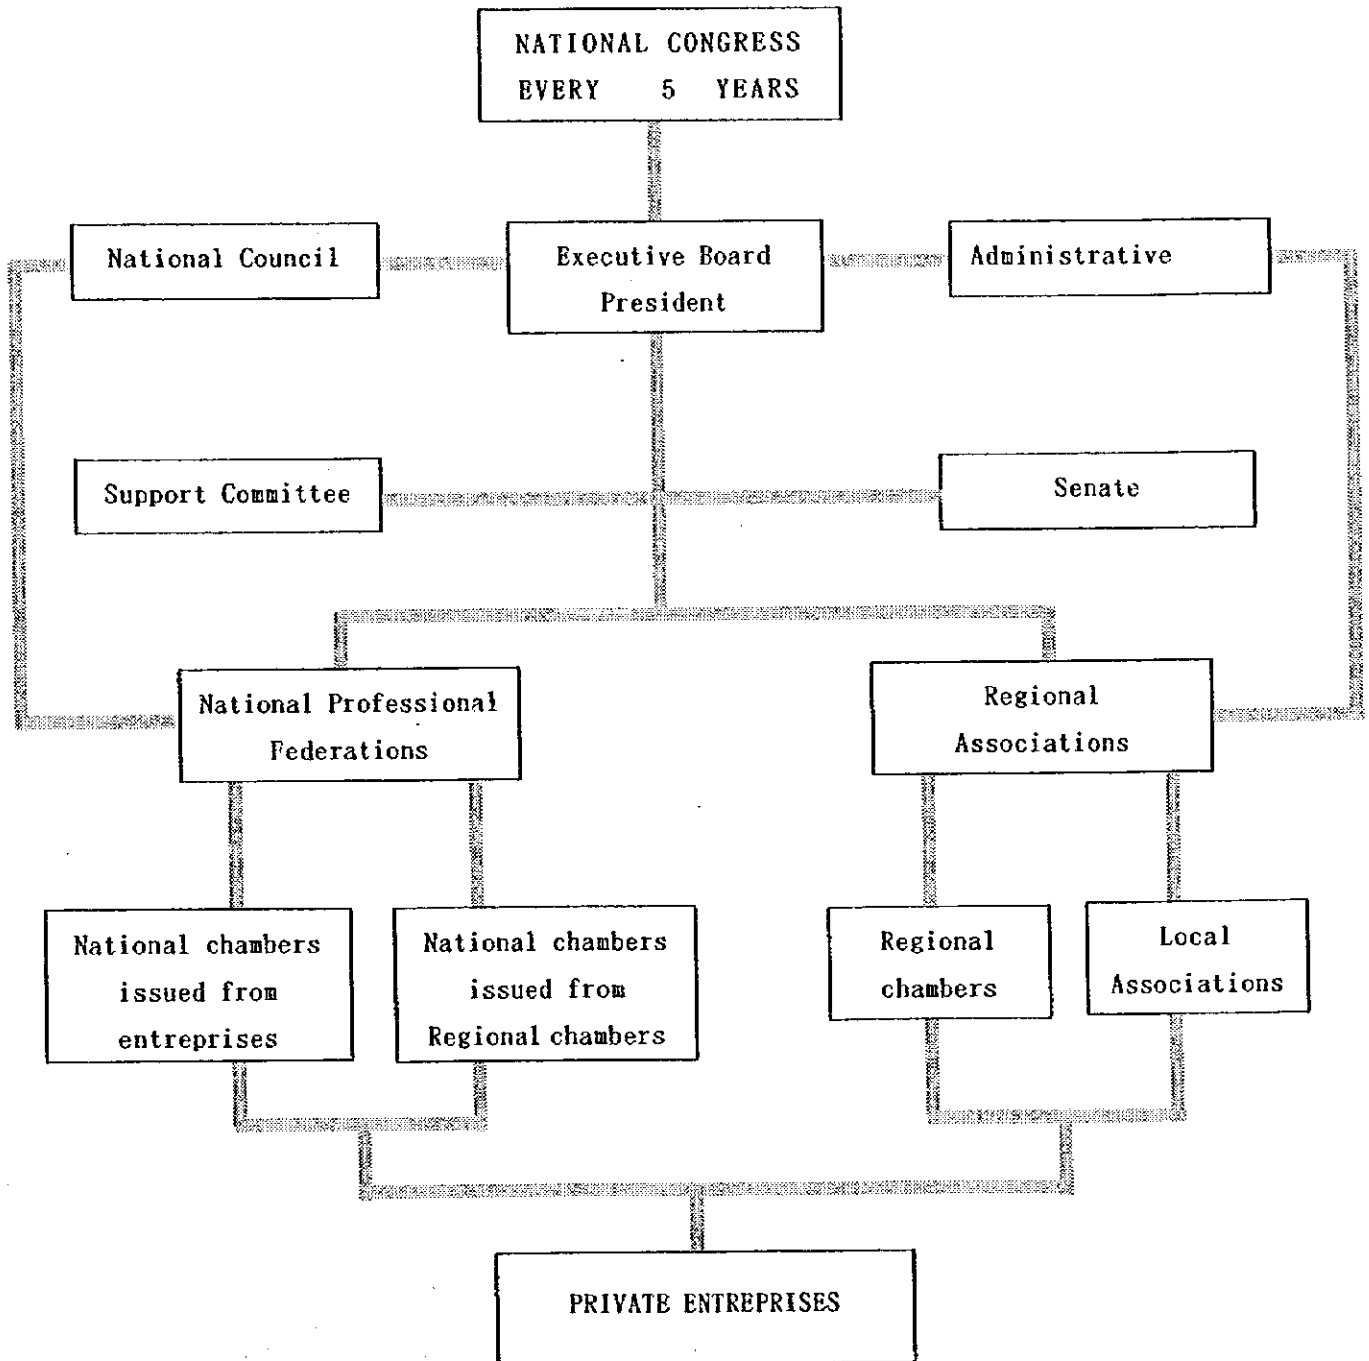 NATIONAL CONGRESS
EVERY 5 YEARS
National Council
Executive Board
President
Administrative
Support Committee
Senate
National Professional
Federations
Regional
Associations
National chambers
issued from
entreprises
National chambers
issued from
Regional chambers
Regional
chambers
Local
Associations
PRIVATE ENTREPRISES